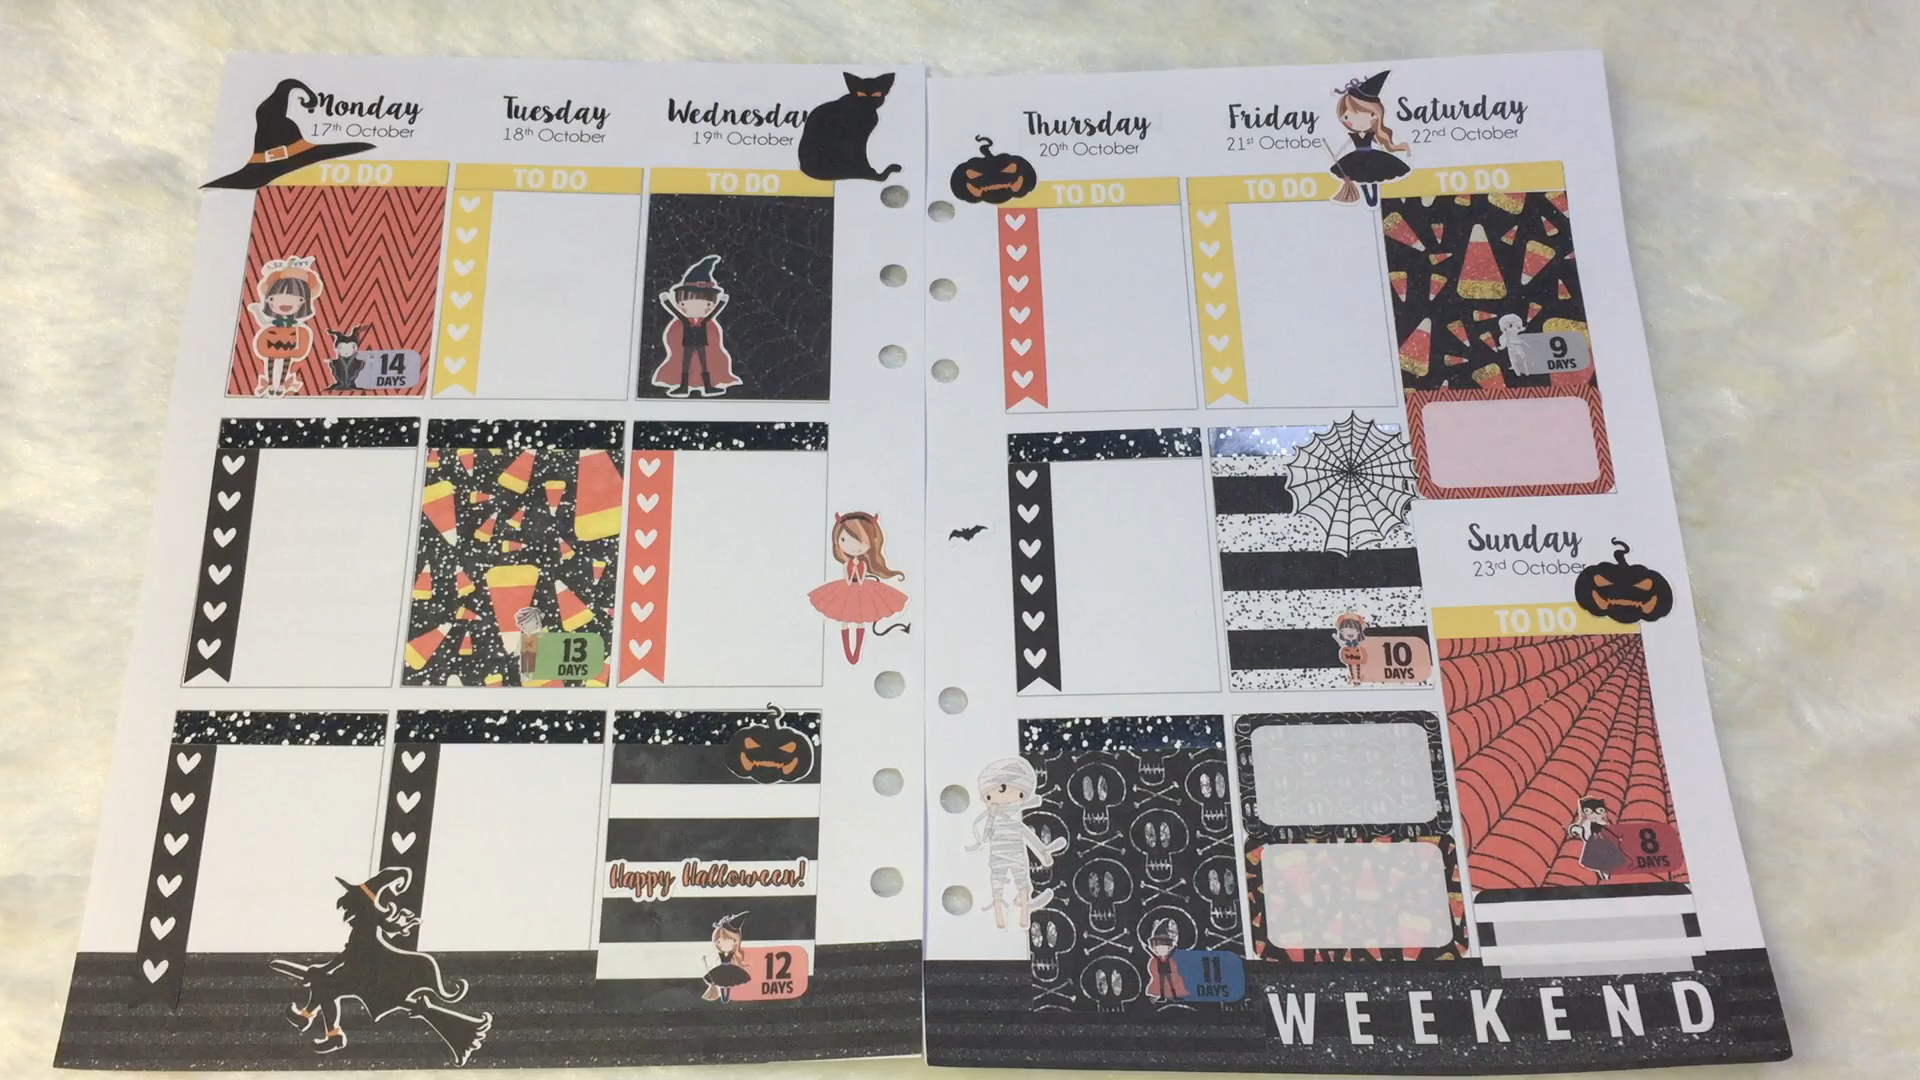 Monday
17th October
TO DO
14
DAYS
Tuesday
18th October
TO DO
13
DAYS
Wednesday
19th October
TO DO
Happy Halloween!
12
DAYS
Thursday
20th October
TO DO
11
DAYS
Friday
21st Octobe
TO DO
10
DAYS
Saturday
22nd October
TO DO
9
DAYS
Sunday
23rd October
TO DO
8
DAYS
WEEKEND